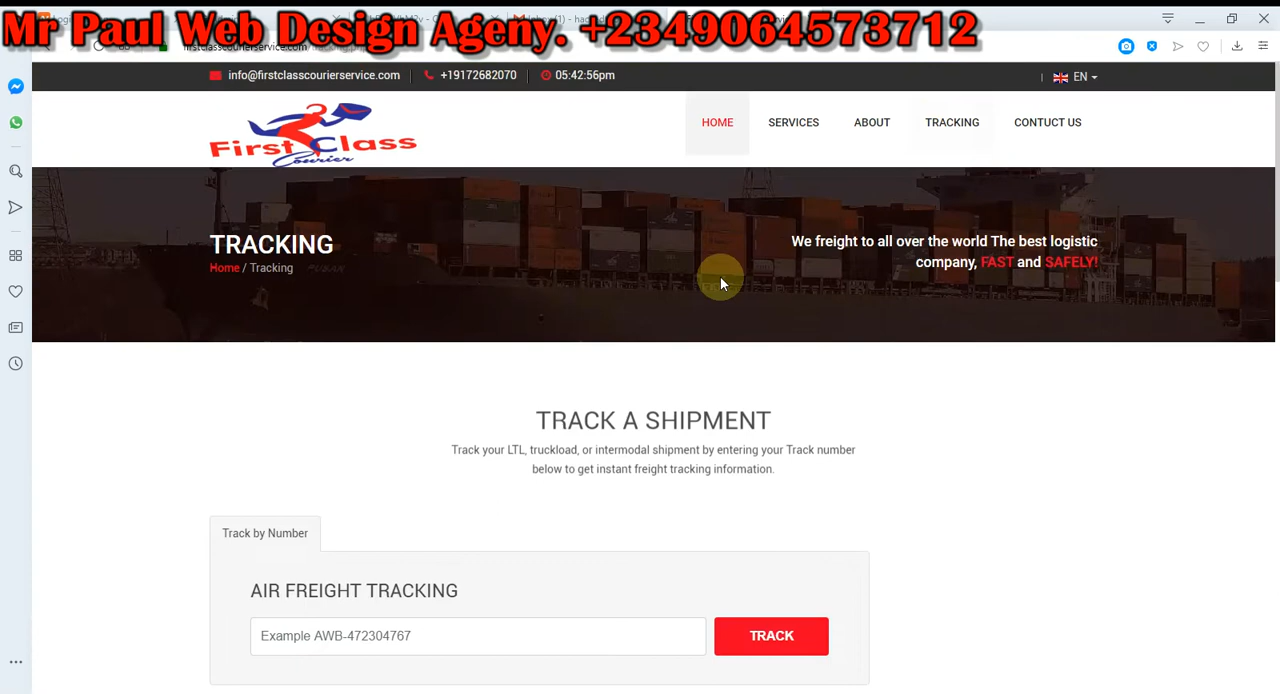 Mr Paul Web Design Ageny. +2349064573712
firstclasscourierservice.com
info@firstclasscourierservice.com
+19172682070
05:42:56pm
EN
First Class
Courier
HOME
SERVICES
ABOUT
TRACKING
CONTUCT US
TRACKING
Home / Tracking
We freight to all over the world The best logistic
company, FAST and SAFELY!
TRACK A SHIPMENT
Track your LTL, truckload, or intermodal shipment by entering your Track number
below to get instant freight tracking information.
Track by Number
AIR FREIGHT TRACKING
Example AWB-472304767
TRACK